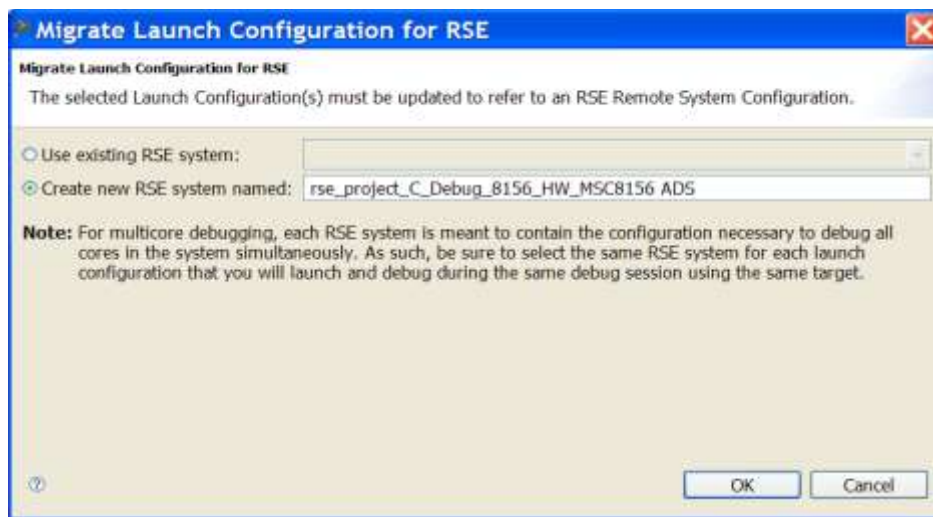 Migrate Launch Configuration for RSE
Migrate Launch Configuration for RSE
The selected Launch Configuration(s) must be updated to refer to an RSE Remote System Configuration.
Use existing RSE system:
Create new RSE system named: rse_project_C_Debug_8156_HW_MSC8156 ADS
Note: For multicore debugging, each RSE system is meant to contain the configuration necessary to debug all
cores in the system simultaneously. As such, be sure to select the same RSE system for each launch
configuration that you will launch and debug during the same debug session using the same target.
OK Cancel